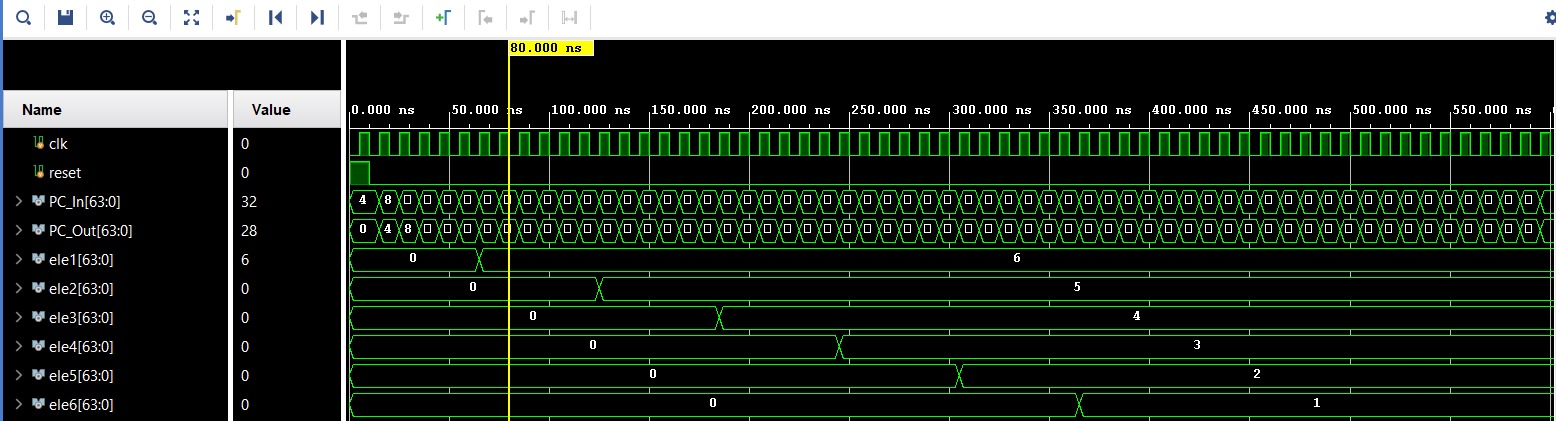 80.000 ns
Name Value
0.000 ns 50.000 ns 100.000 ns 150.000 ns 200.000 ns 250.000 ns 300.000 ns 350.000 ns 400.000 ns 450.000 ns 500.000 ns 550.000 ns
clk 0
reset 0
PC_In[63:0] 32 4 8
PC_Out[63:0] 28 0 4 8
ele1[63:0] 6 0 6
ele2[63:0] 0 0 5
ele3[63:0] 0 0 4
ele4[63:0] 0 0 3
ele5[63:0] 0 0 2
ele6[63:0] 0 0 1